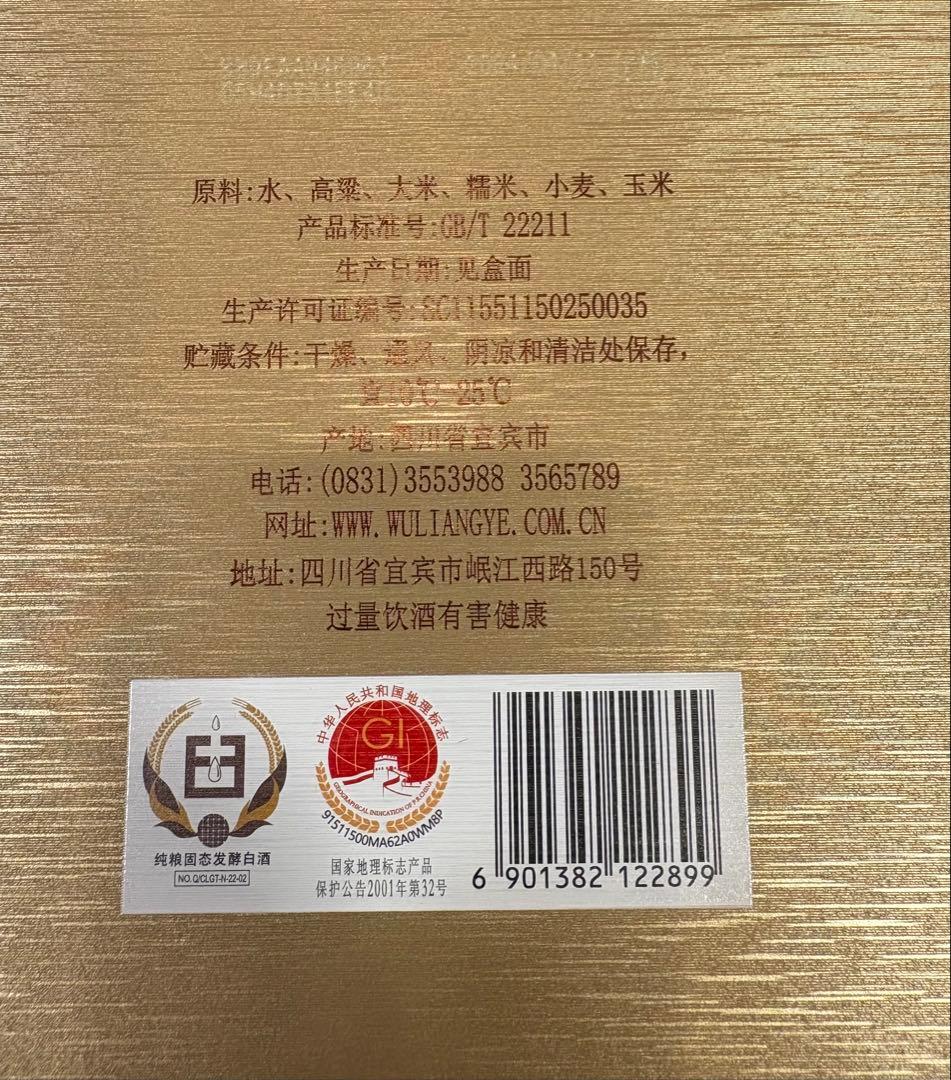 原料:水、高粱、大米、糯米、小麦、玉米
产品标准号:GB/T 22211
生产日期:见盒面
生产许可证编号:SC11551150250035
贮藏条件:干燥、通风、阴凉和清洁处保存,
宜10℃-25℃
产地:四川省宜宾市
电话:(0831)3553988 3565789
网址:WWW.WULIANGYE.COM.CN
地址:四川省宜宾市岷江西路150号
过量饮酒有害健康
纯粮固态发酵白酒
NO. Q/CLGT-N-22-02
中华人民共和国地理标志
GI
GEOGRAPHICAL INDICATION OF P.R.CHINA
91511500MA62A0WM8P
国家地理标志产品
保护公告2001年第32号
6 901382 122899